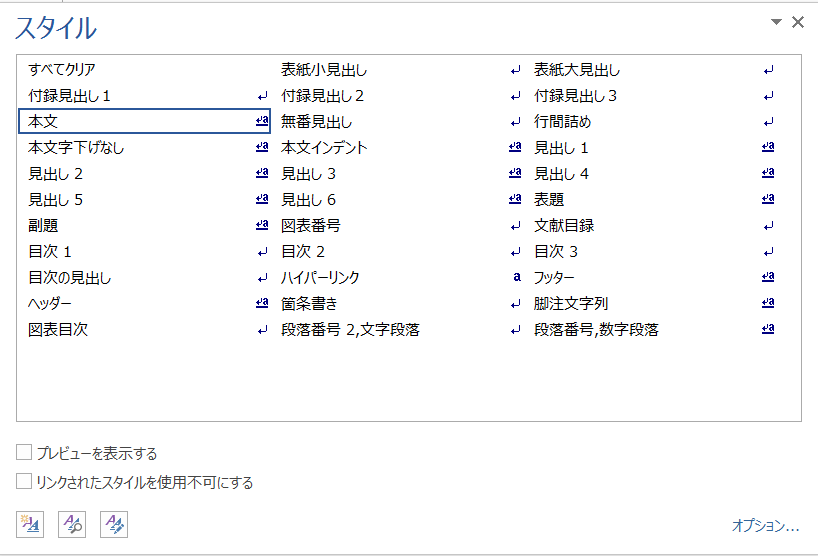 スタイル
すべてクリア 表紙小見出し 表紙大見出し
付録見出し1 付録見出し2 付録見出し3
本文 無番見出し 行間詰め
本文字下げなし 本文インデント 見出し 1
見出し 2 見出し 3 見出し 4
見出し 5 見出し 6 表題
副題 図表番号 文献目録
目次 1 目次 2 目次 3
目次の見出し ハイパーリンク フッター
ヘッダー 箇条書き 脚注文字列
図表目次 段落番号 2,文字段落 段落番号,数字段落
プレビューを表示する
リンクされたスタイルを使用不可にする
オプション...